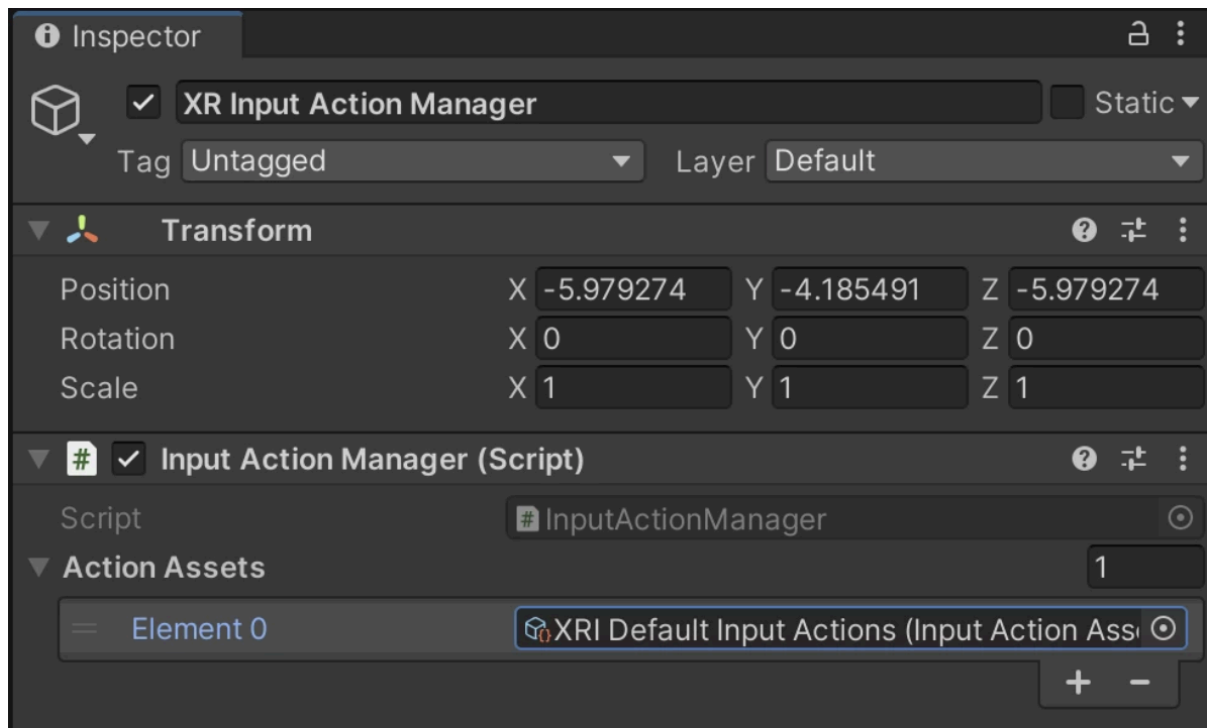 Inspector
XR Input Action Manager Static
Tag Untagged Layer Default
Transform
Position X -5.979274 Y -4.185491 Z -5.979274
Rotation X 0 Y 0 Z 0
Scale X 1 Y 1 Z 1
# Input Action Manager (Script)
Script # InputActionManager
Action Assets 1
Element 0 XRI Default Input Actions (Input Action Ass